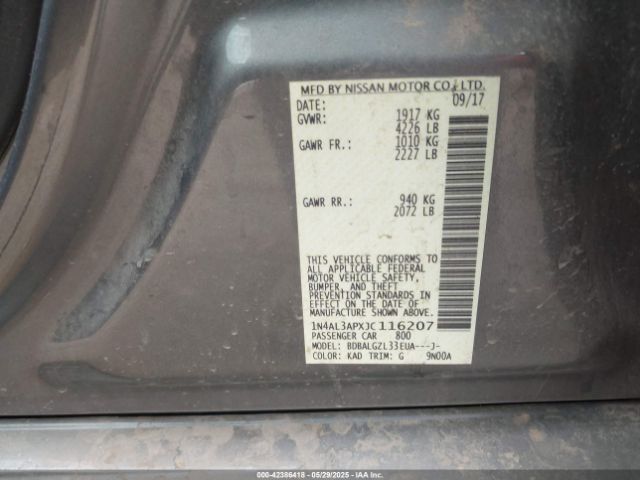 MFD BY NISSAN MOTOR CO., LTD.
DATE: 09/17
GVWR: 1917 KG
4226 LB
GAWR FR.: 1010 KG
2227 LB
GAWR RR.: 940 KG
2072 LB
THIS VEHICLE CONFORMS TO
ALL APPLICABLE FEDERAL
MOTOR VEHICLE SAFETY,
BUMPER, AND THEFT
PREVENTION STANDARDS IN
EFFECT ON THE DATE OF
MANUFACTURE SHOWN ABOVE.
1N4AL3APXJC116207
PASSENGER CAR 800
MODEL: BDBALGZL33EUA---J-
COLOR: KAD TRIM: G 9N00A
000-42386418 - 05/29/2025 - IAA Inc.